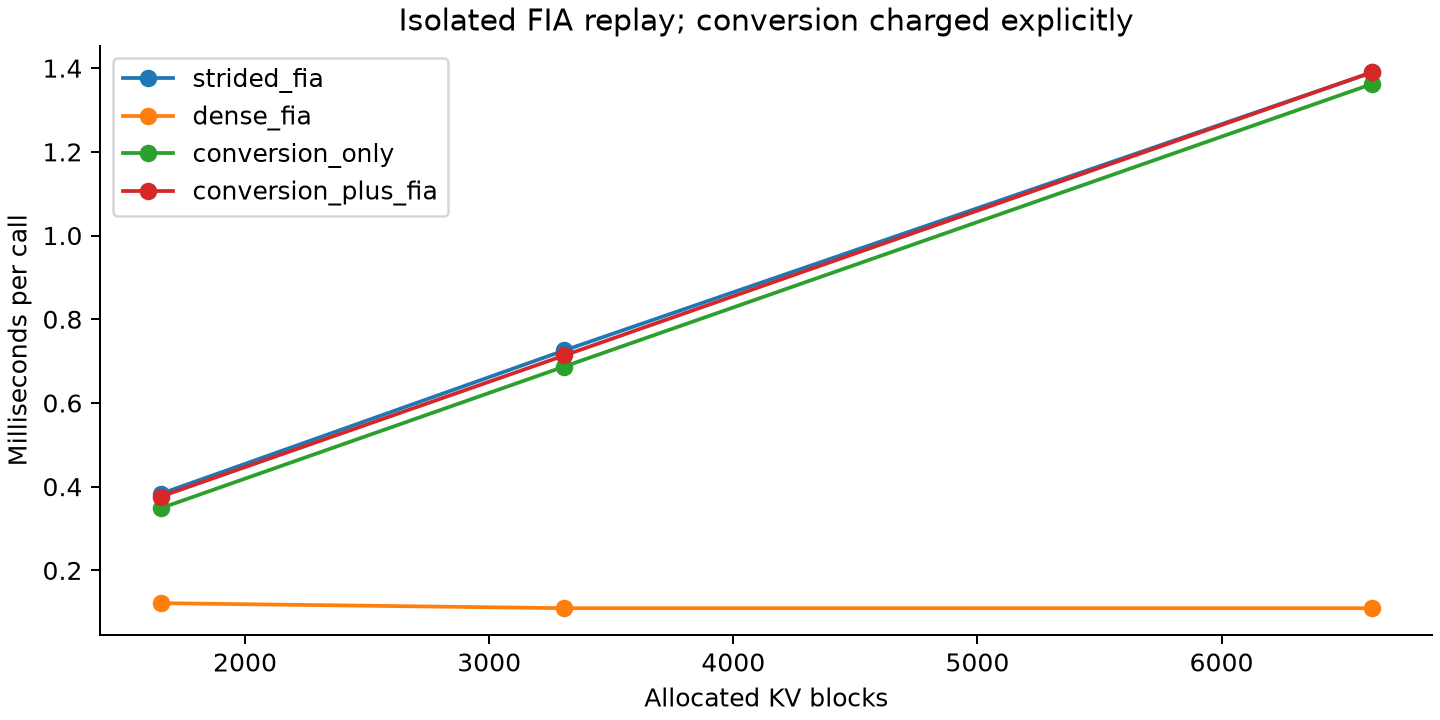 Isolated FIA replay; conversion charged explicitly
strided_fia
dense_fia
conversion_only
conversion_plus_fia
Milliseconds per call
1.4
1.2
1.0
0.8
0.6
0.4
0.2
2000 3000 4000 5000 6000
Allocated KV blocks